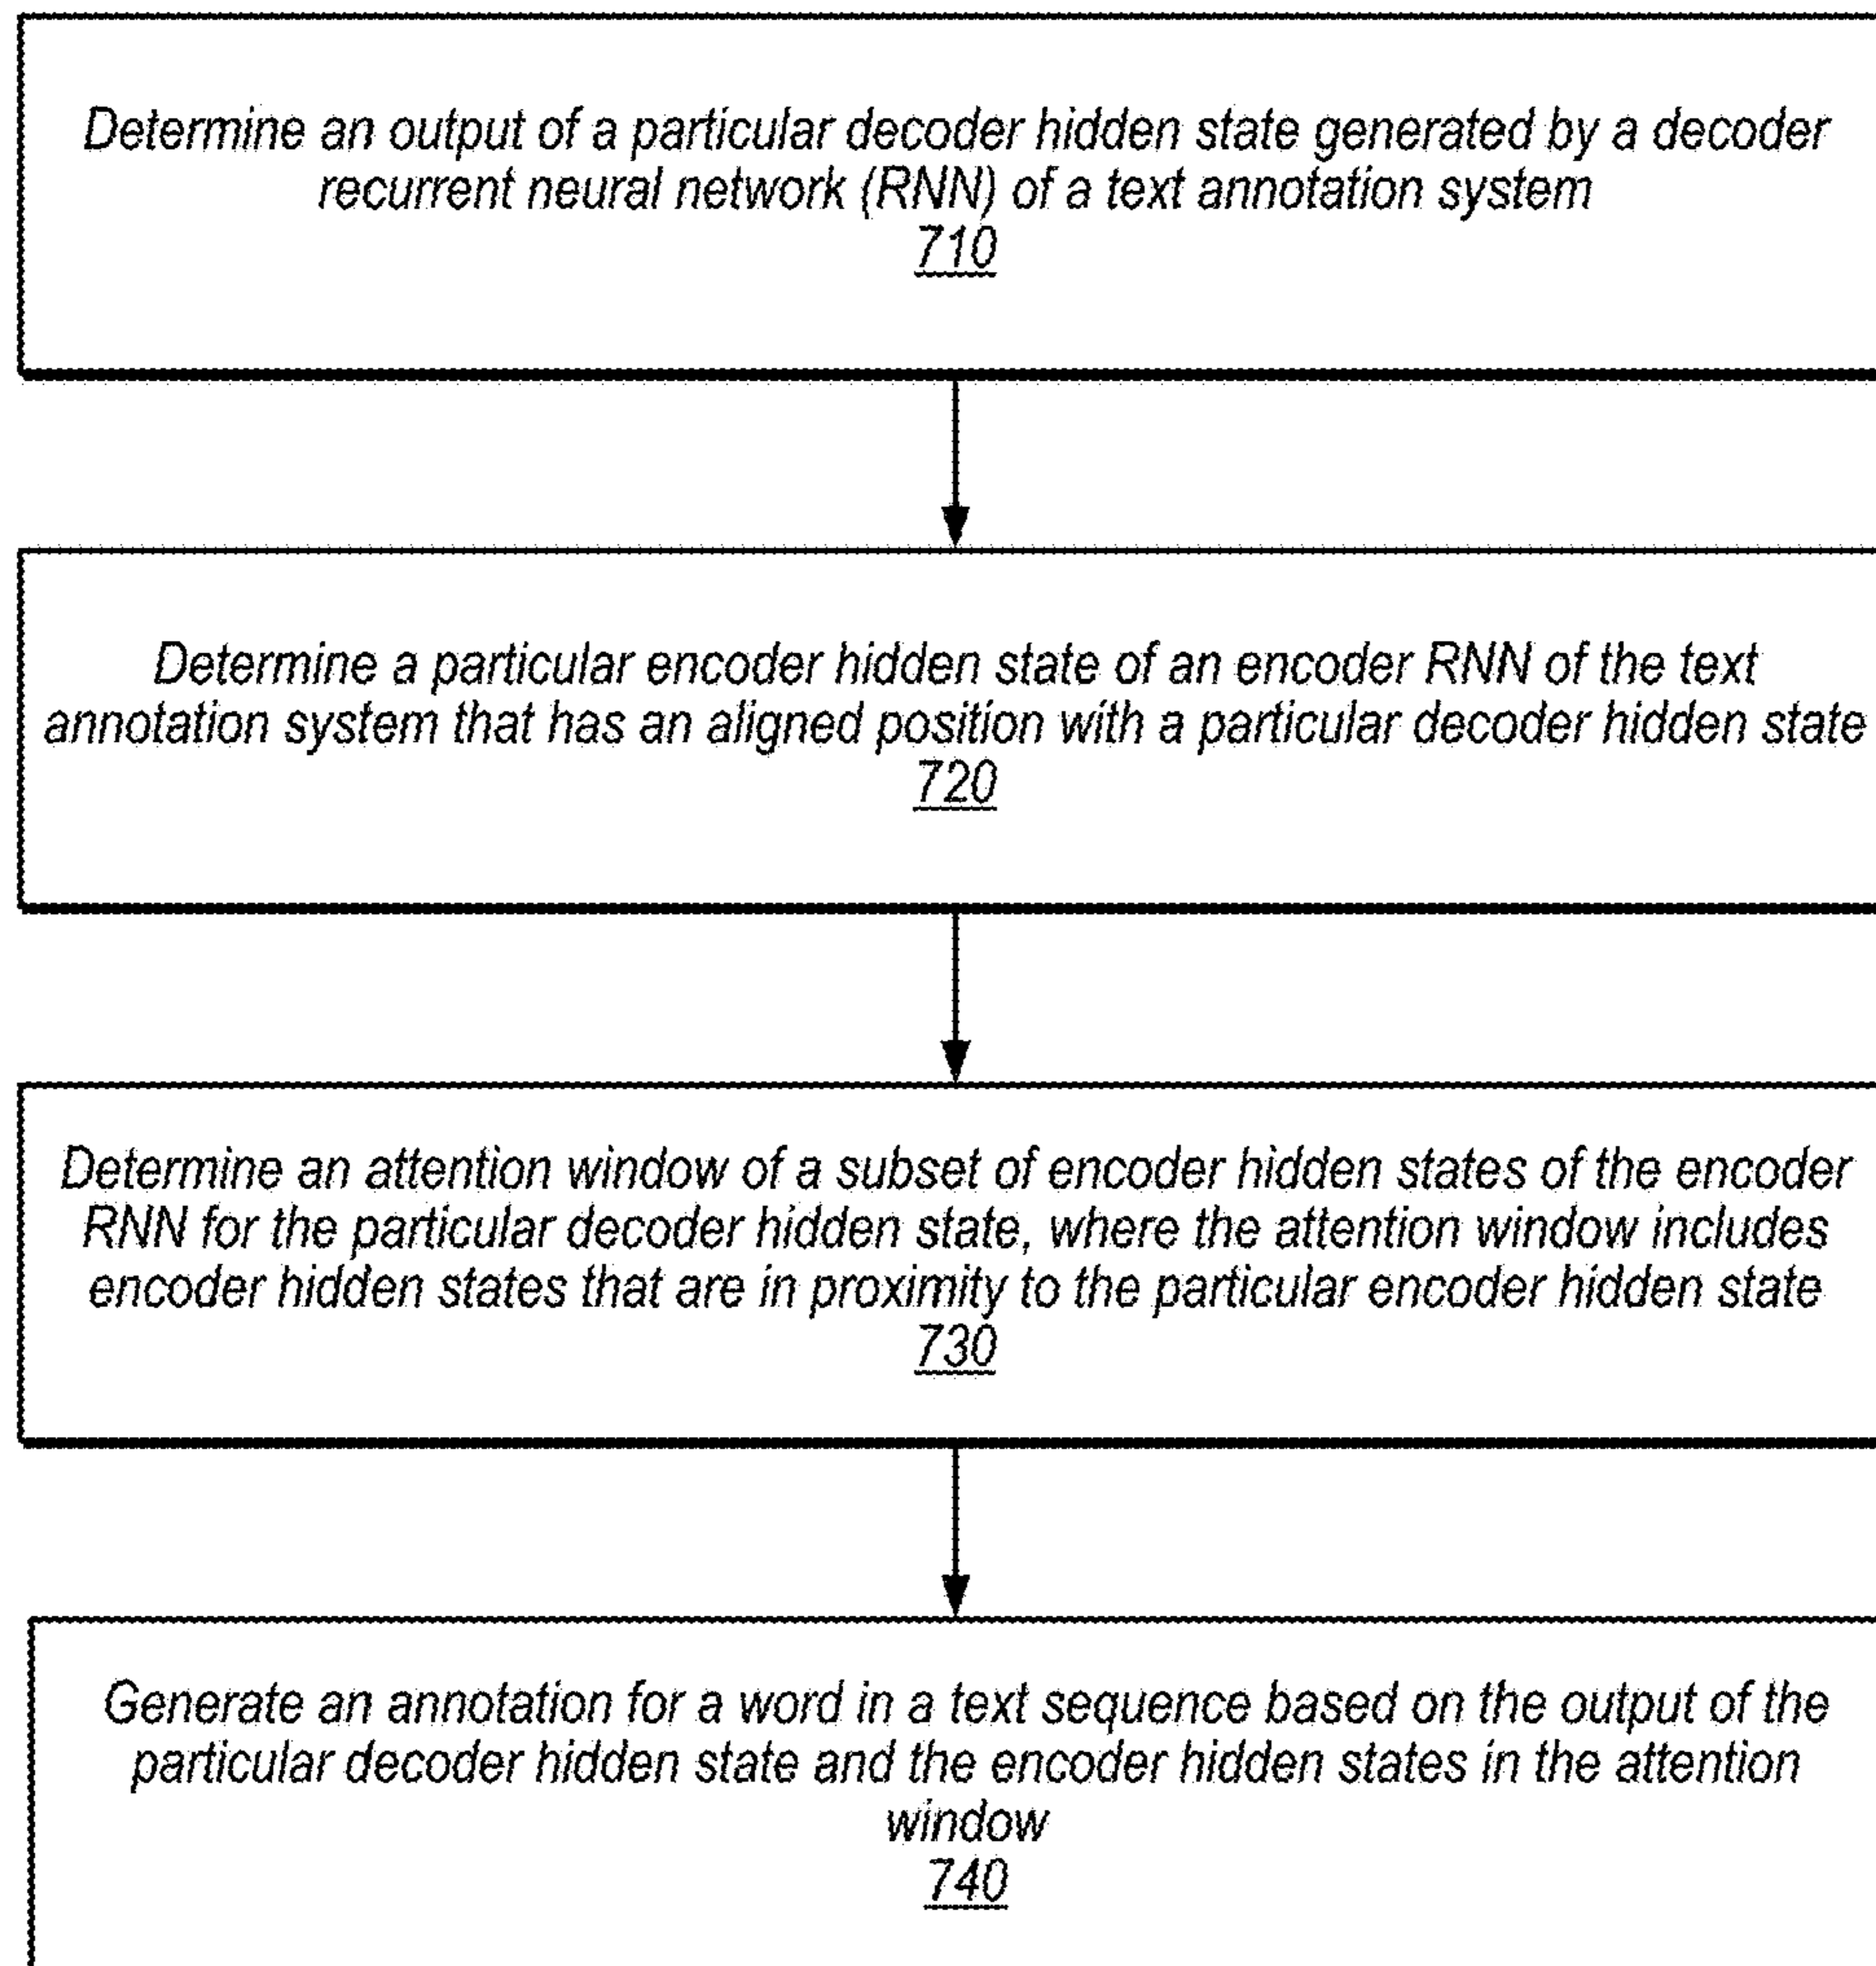 Determine an output of a particular decoder hidden state generated by a decoder
recurrent neural network (RNN) of a text annotation system
710
Determine a particular encoder hidden state of an encoder RNN of the text
annotation system that has an aligned position with a particular decoder hidden state
720
Determine an attention window of a subset of encoder hidden states of the encoder
RNN for the particular decoder hidden state, where the attention window includes
encoder hidden states that are in proximity to the particular encoder hidden state
730
Generate an annotation for a word in a text sequence based on the output of the
particular decoder hidden state and the encoder hidden states in the attention
window
740